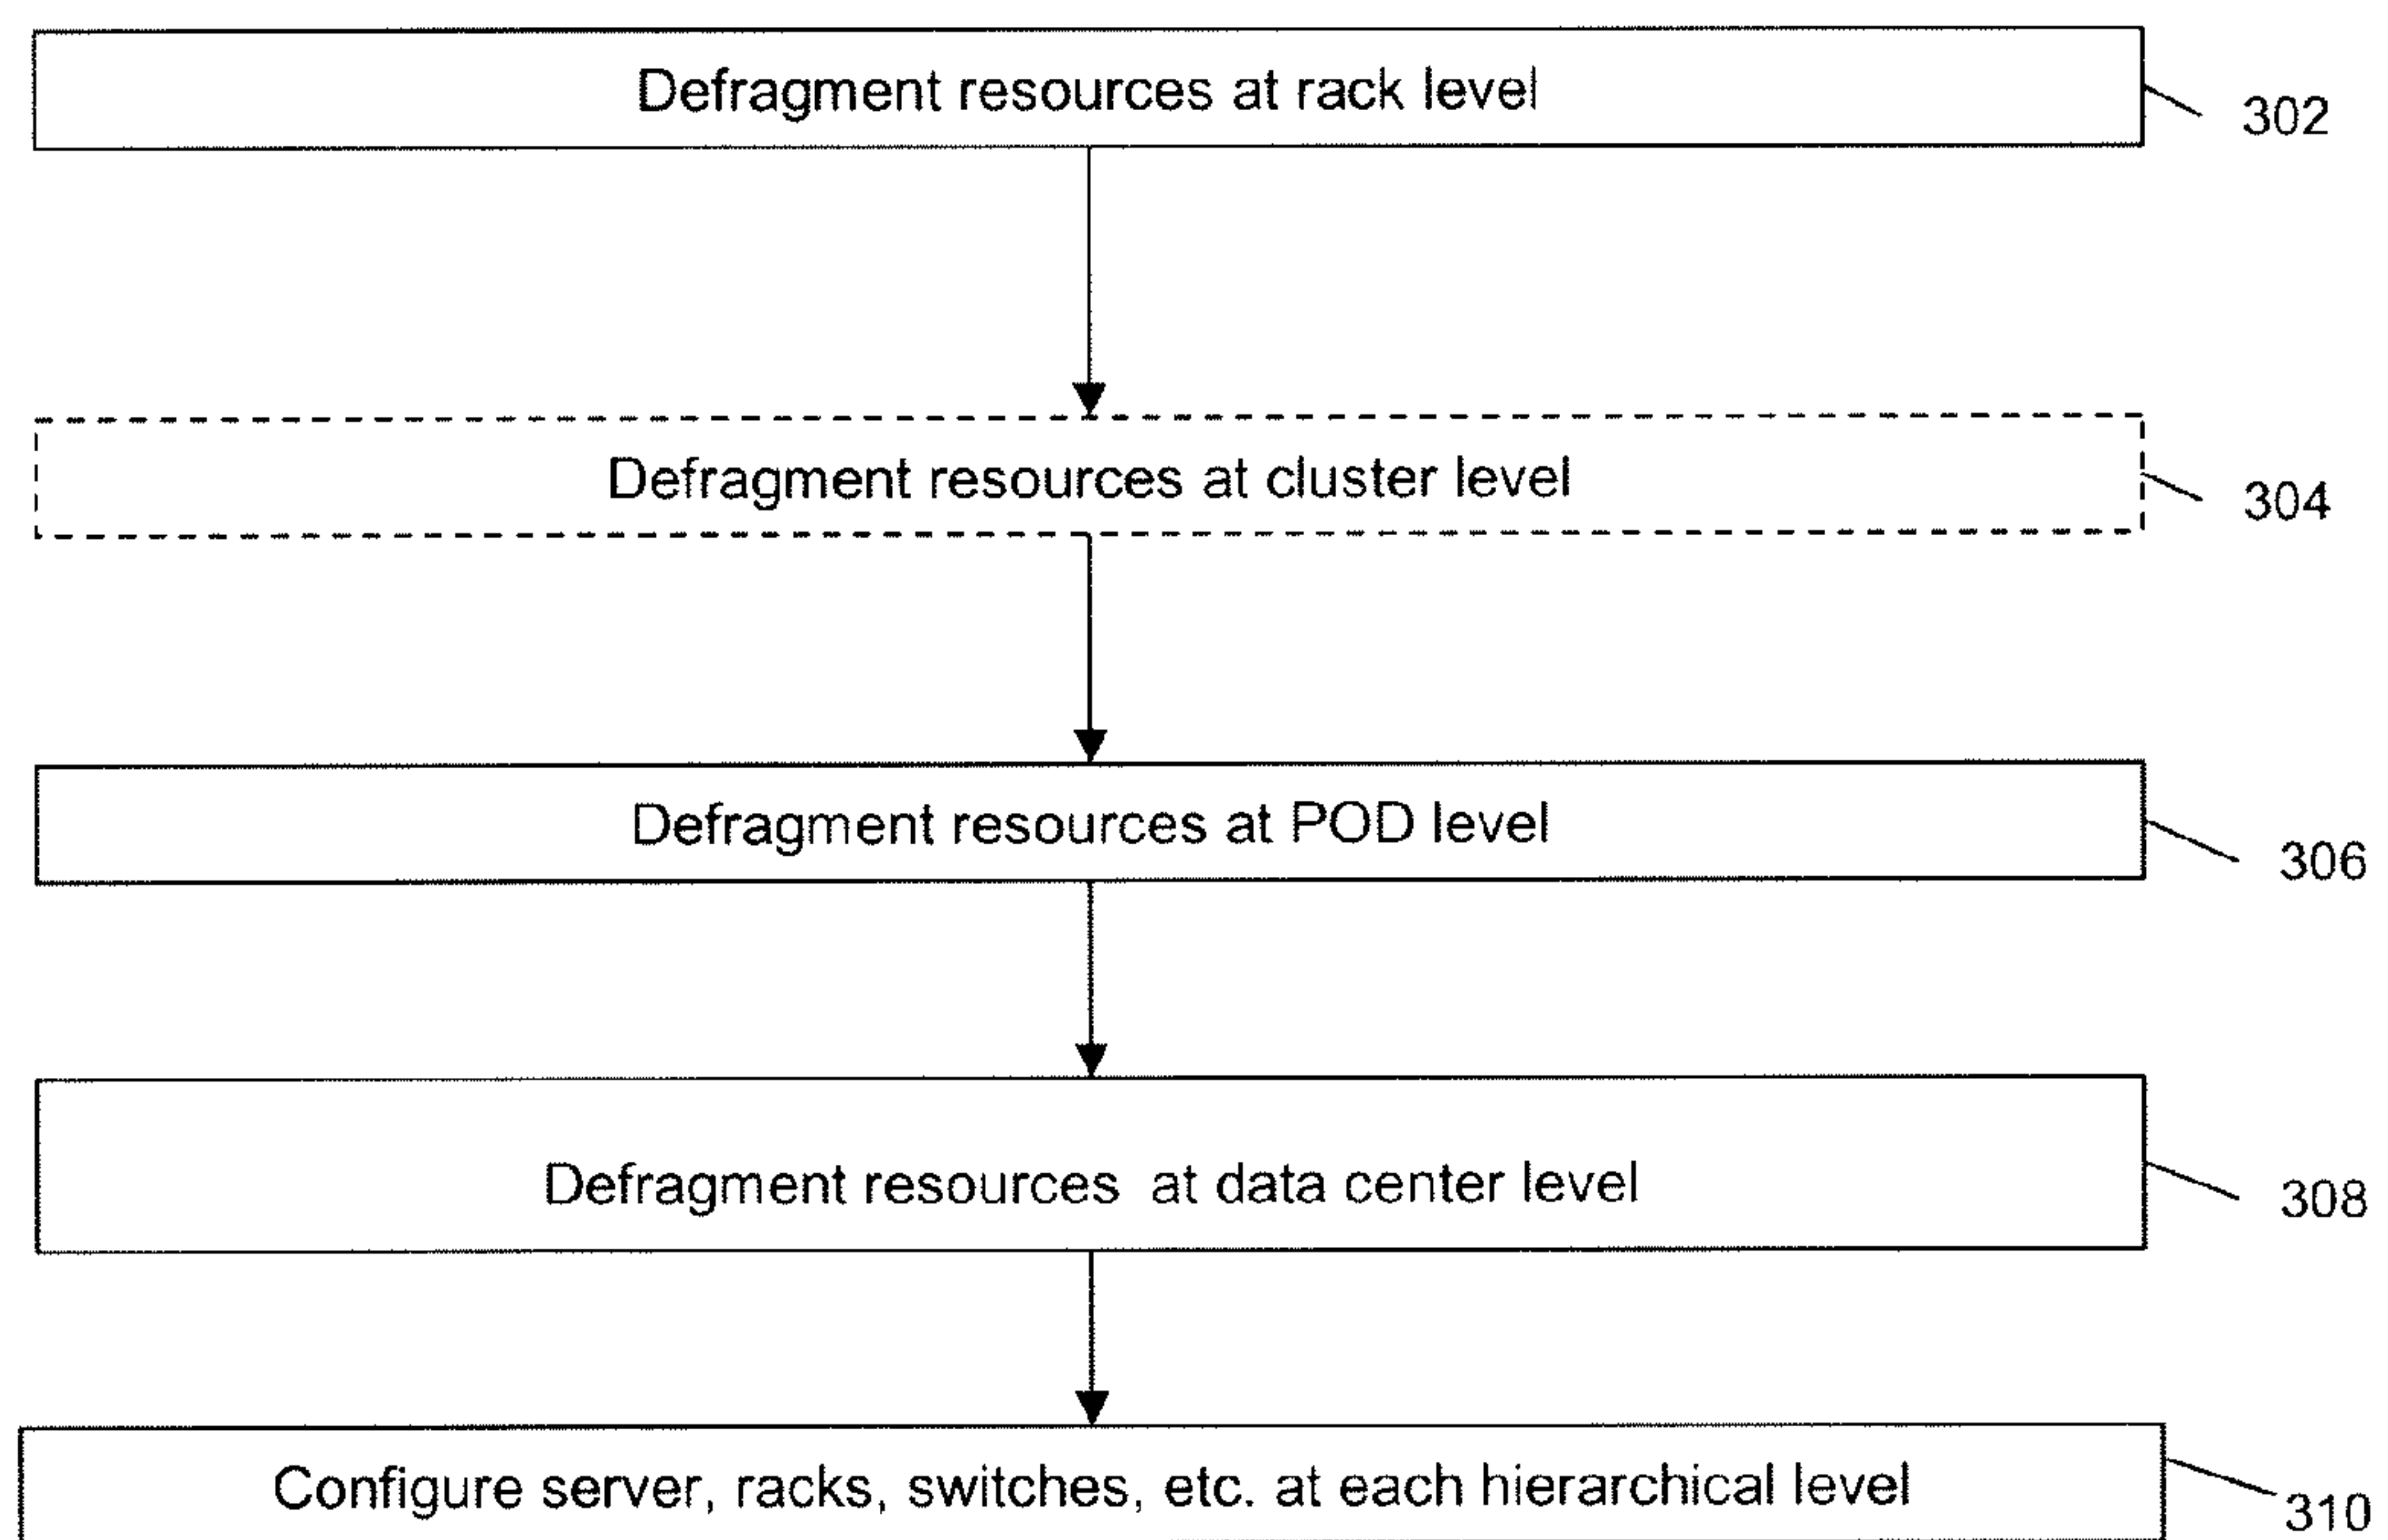 Defragment resources at rack level
302
Defragment resources at cluster level
304
Defragment resources at POD level
306
Defragment resources at data center level
308
Configure server, racks, switches, etc. at each hierarchical level
310